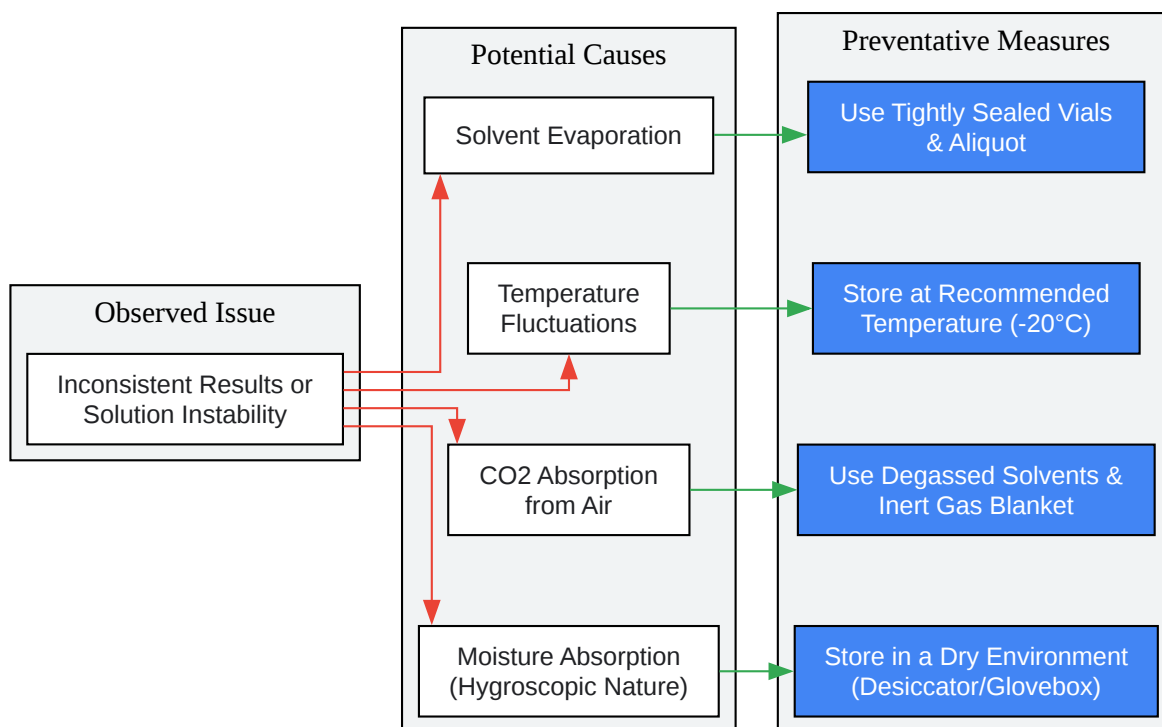 Observed Issue
Inconsistent Results or
Solution Instability
Potential Causes
Solvent Evaporation
Temperature
Fluctuations
CO2 Absorption
from Air
Moisture Absorption
(Hygroscopic Nature)
Preventative Measures
Use Tightly Sealed Vials
& Aliquot
Store at Recommended
Temperature (-20°C)
Use Degassed Solvents &
Inert Gas Blanket
Store in a Dry Environment
(Desiccator/Glovebox)